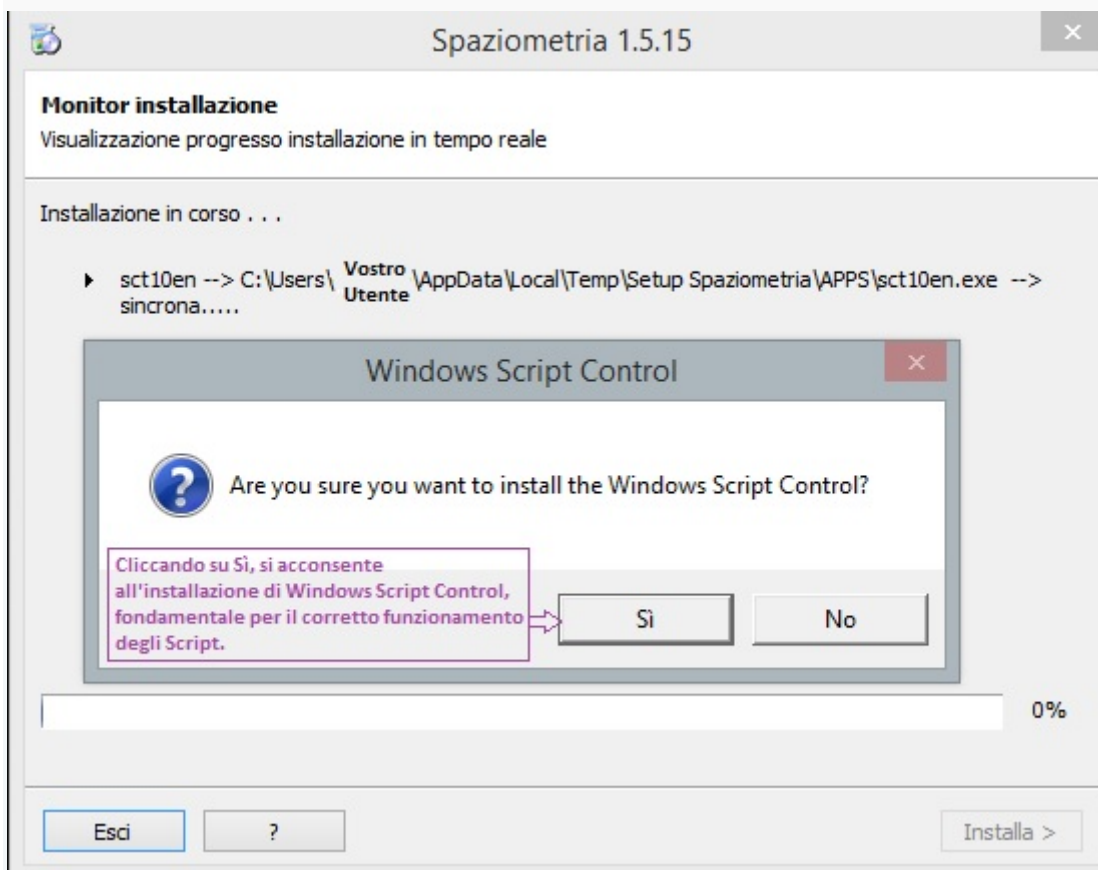 Spaziometria 1.5.15
Monitor installazione
Visualizzazione progresso installazione in tempo reale
Installazione in corso . . .
sct10en --> C:\Users\ Vostro Utente \AppData\Local\Temp\Setup Spaziometria\APPS\sct10en.exe -->
sincrona.....
Windows Script Control
Are you sure you want to install the Windows Script Control?
Cliccando su Sì, si acconsente
all'installazione di Windows Script Control,
fondamentale per il corretto funzionamento
degli Script.
Sì
No
0%
Esci
?
Installa >